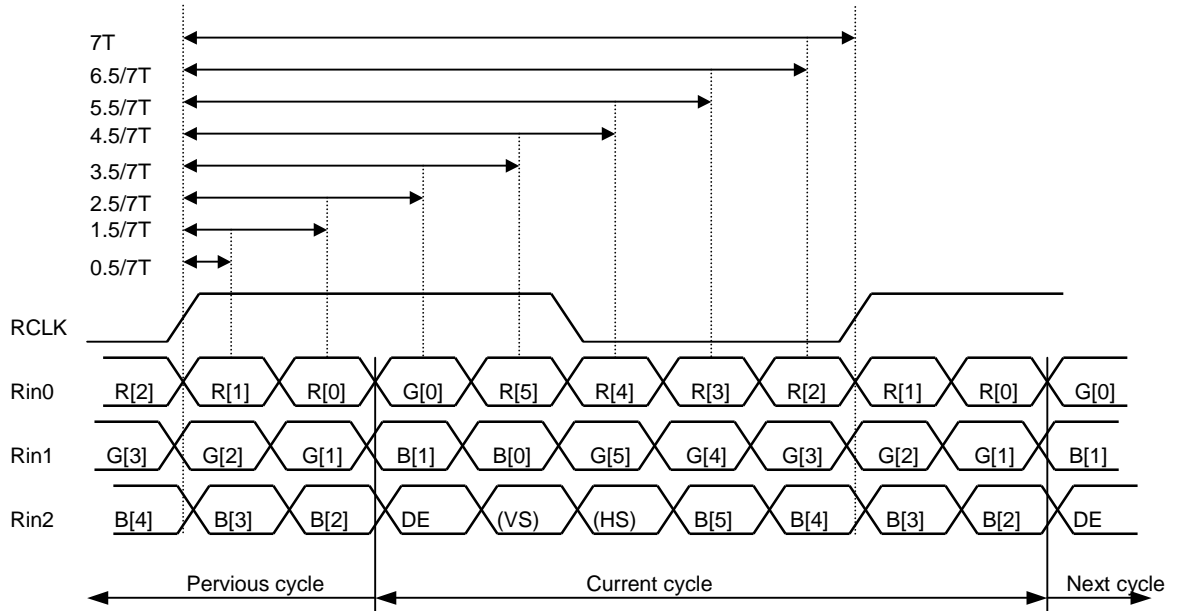 7T
6.5/7T
5.5/7T
4.5/7T
3.5/7T
2.5/7T
1.5/7T
0.5/7T
RCLK
Rin0 R[2] R[1] R[0] G[0] R[5] R[4] R[3] R[2] R[1] R[0] G[0]
Rin1 G[3] G[2] G[1] B[1] B[0] G[5] G[4] G[3] G[2] G[1] B[1]
Rin2 B[4] B[3] B[2] DE (VS) (HS) B[5] B[4] B[3] B[2] DE
Pervious cycle Current cycle Next cycle